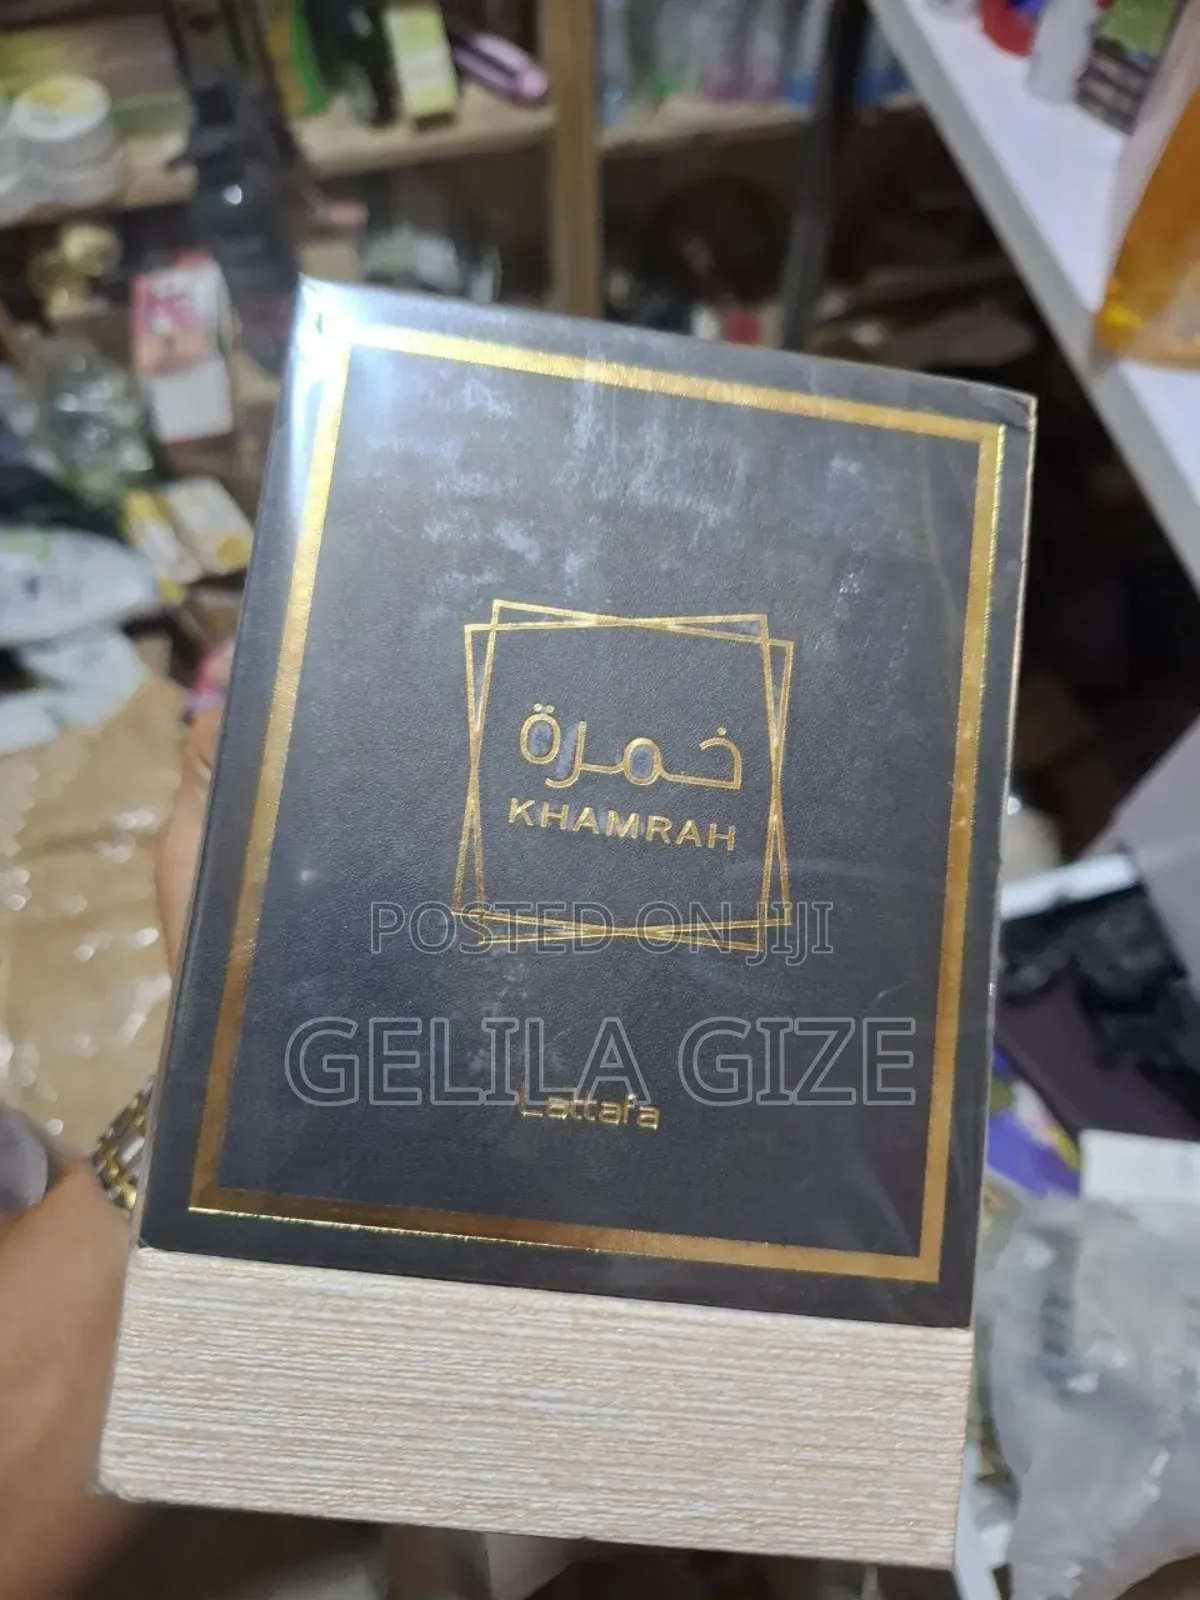 خمرة
KHAMRAH
POSTED ON JIJI
GELILA GIZE
Lattafa